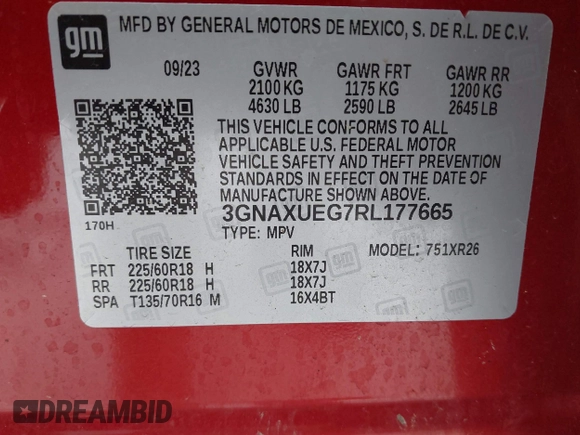 gm MFD BY GENERAL MOTORS DE MEXICO, S. DE R.L. DE C.V.
09/23 GVWR GAWR FRT GAWR RR
2100 KG 1175 KG 1200 KG
4630 LB 2590 LB 2645 LB
THIS VEHICLE CONFORMS TO ALL
APPLICABLE U.S. FEDERAL MOTOR
VEHICLE SAFETY AND THEFT PREVENTION
STANDARDS IN EFFECT ON THE DATE OF
MANUFACTURE SHOWN ABOVE.
170H 3GNAXUEG7RL177665
TYPE: MPV MODEL: 751XR26
TIRE SIZE RIM
FRT 225/60R18 H 18X7J
RR 225/60R18 H 18X7J
SPA T135/70R16 M 16X4BT
DREAMBID